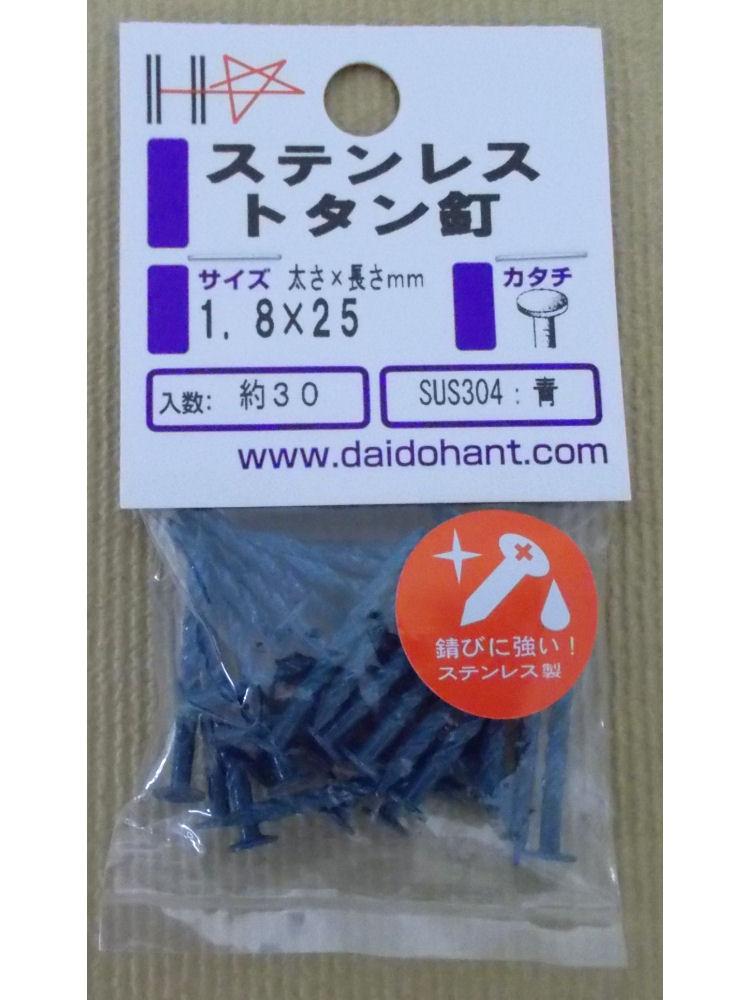 ステンレス
トタン釘
サイズ 太さ×長さmm
1.8×25
カタチ
入数: 約30
SUS304:青
www.daidohant.com
錆びに強い!
ステンレス製